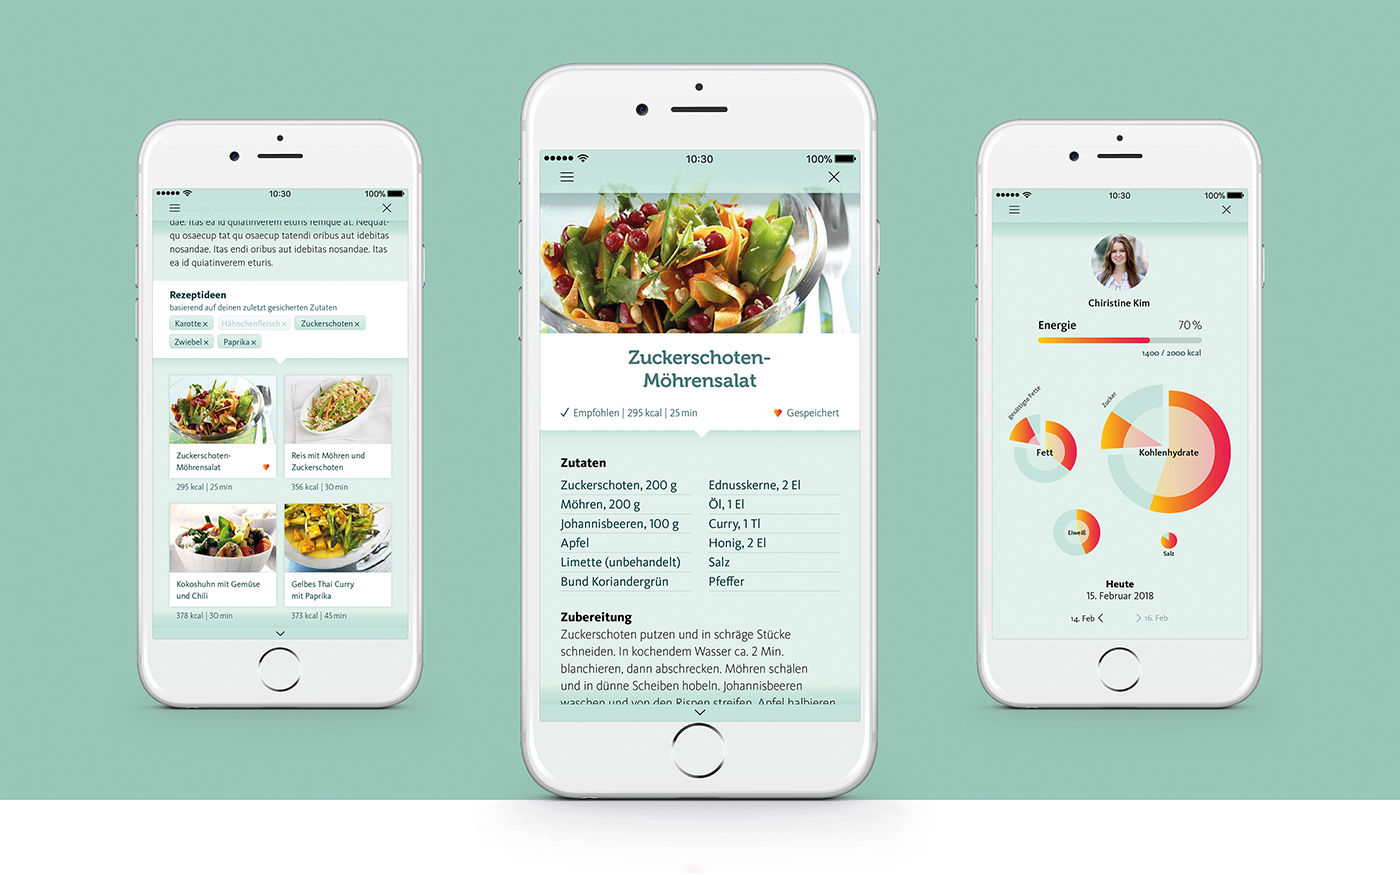 10:30
100%
dae. Itas ea id quiatinverem eturis remque at. Nequat-
qu osaecup tat qu osaecup tatendi oribus aut idebitas
nosandae. Itas endi oribus aut idebitas nosandae. Itas
ea id quiatinverem eturis.
Rezeptideen
basierend auf deinen zuletzt gesicherten Zutaten
Karotte x
Hähnchenfleisch x
Zuckerschoten x
Zwiebel x
Paprika x
Zuckerschoten-
Möhrensalat
295 kcal | 25 min
Reis mit Möhren und
Zuckerschoten
356 kcal | 30 min
Kokoshuhn mit Gemüse
und Chili
378 kcal | 30 min
Gelbes Thai Curry
mit Paprika
373 kcal | 45 min
10:30
100%
Zuckerschoten-
Möhrensalat
Empfohlen | 295 kcal | 25 min
Gespeichert
Zutaten
Zuckerschoten, 200 g
Möhren, 200 g
Johannisbeeren, 100 g
Apfel
Limette (unbehandelt)
Bund Koriandergrün
Ednusskerne, 2 El
Öl, 1 El
Curry, 1 Tl
Honig, 2 El
Salz
Pfeffer
Zubereitung
Zuckerschoten putzen und in schräge Stücke
schneiden. In kochendem Wasser ca. 2 Min.
blanchieren, dann abschrecken. Möhren schälen
und in dünne Scheiben hobeln. Johannisbeeren
waschen und von den Rispen streifen. Apfel halbieren
10:30
100%
Chiristine Kim
Energie
70 %
1400 / 2000 kcal
gesättigte Fette
Fett
Zucker
Kohlenhydrate
Eiweiß
Salz
Heute
15. Februar 2018
14. Feb
16. Feb